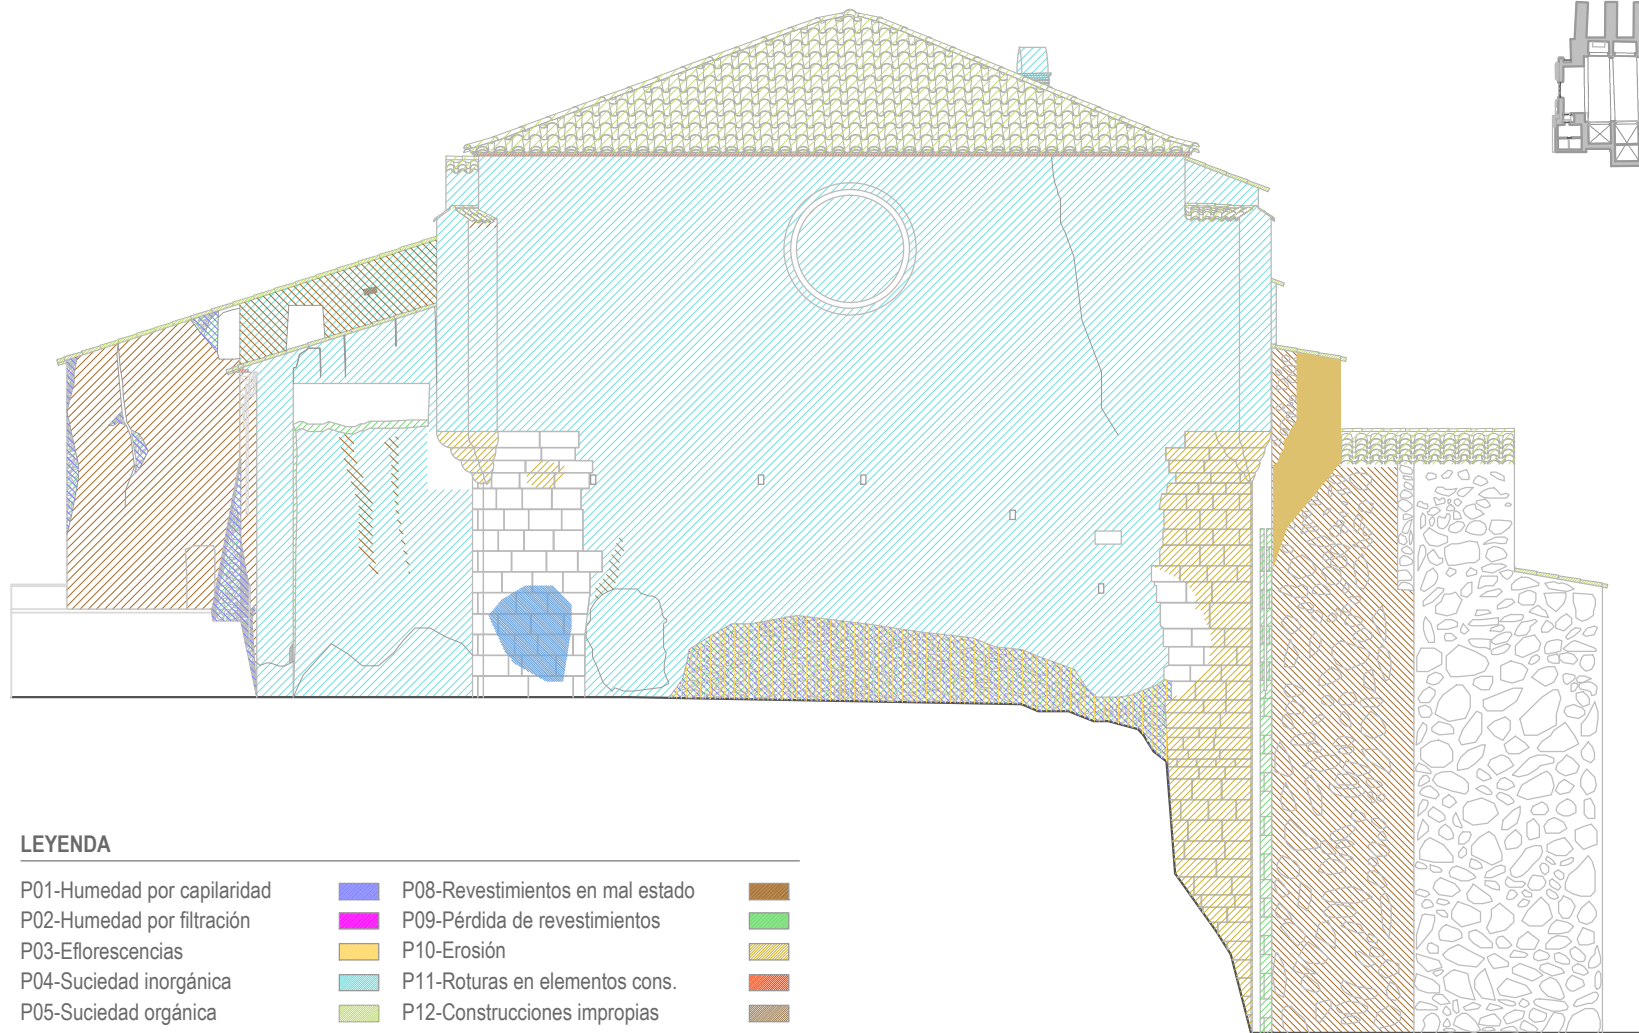 LEYENDA
P01-Humedad por capilaridad
P02-Humedad por filtración
P03-Eflorescencias
P04-Suciedad inorgánica
P05-Suciedad orgánica
P08-Revestimientos en mal estado
P09-Pérdida de revestimientos
P10-Erosión
P11-Roturas en elementos cons.
P12-Construcciones impropias